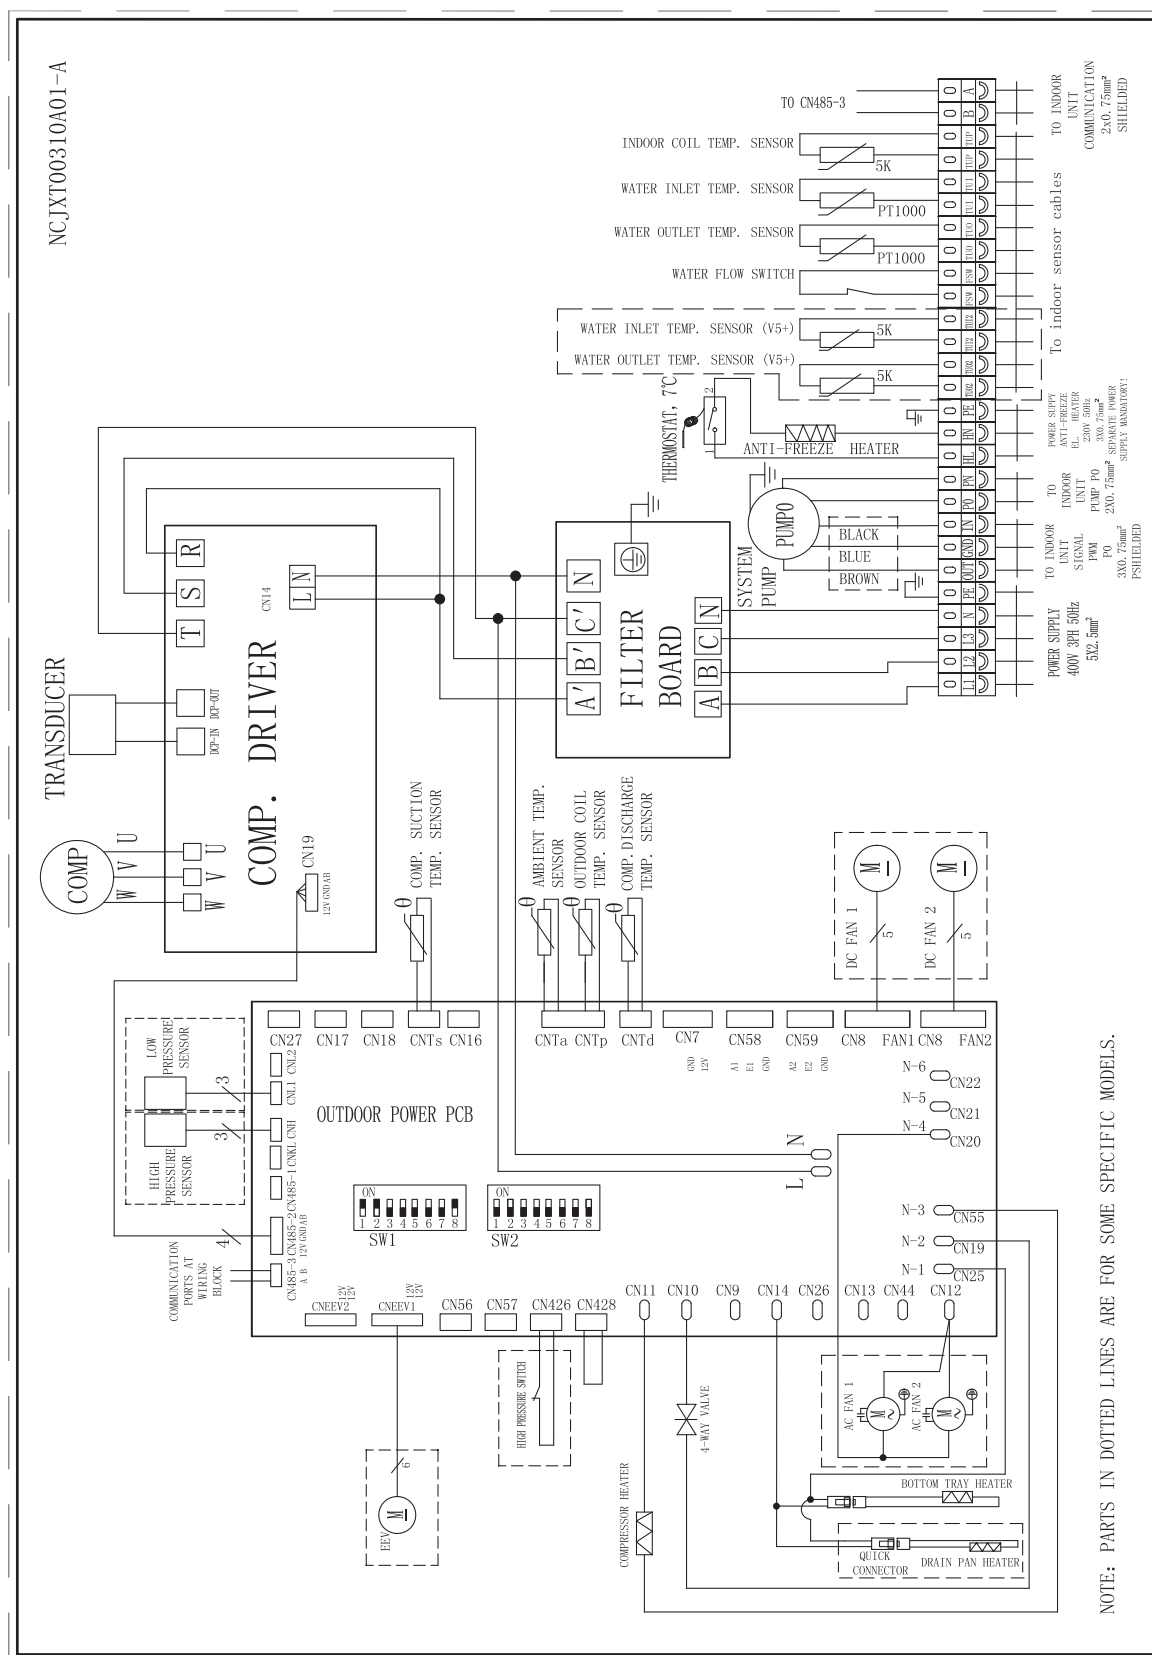 NCJXT00310A01-A
TRANSDUCER
COMP
W V U
W V U
DCP-IN
DCP-OUT
T
S
R
CN14
L
N
COMP. DRIVER
CN19
12V GND AB
LOW
PRESSURE
SENSOR
3
HIGH
PRESSURE
SENSOR
3
4
COMMUNICATION
PORTS AT
WIRING
BLOCK
CN485-3
A B
CN485-2
12V GND AB
CN485-1
CNKL
CNH
CNL1
CNL2
CN27
CN17
CN18
CNTs
CN16
CNTa
CNTp
CNTd
CN7
GND
12V
CN58
A1
E1
GND
CN59
A2
E2
GND
CN8
FAN1
CN8
FAN2
θ
COMP. SUCTION
TEMP. SENSOR
θ
AMBIENT TEMP.
SENSOR
OUTDOOR COIL
TEMP. SENSOR
θ
COMP.DISCHARGE
TEMP. SENSOR
DC FAN 1
5
M
DC FAN 2
5
M
OUTDOOR POWER PCB
ON
1 2 3 4 5 6 7 8
SW1
ON
1 2 3 4 5 6 7 8
SW2
L
N
N-6
CN22
N-5
CN21
N-4
CN20
N-3
CN55
N-2
CN19
N-1
CN25
CNEEV2
12V
12V
CNEEV1
12V
12V
CN56
CN57
CN426
CN428
CN11
CN10
CN9
CN14
CN26
CN13
CN44
CN12
EEV
M
6
HIGH PRESSURE SWITCH
COMPRESSOR HEATER
4-WAY VALVE
AC FAN 1
M
~
AC FAN 2
M
~
BOTTOM TRAY HEATER
QUICK
CONNECTOR
DRAIN PAN HEATER
A'
B'
C'
N
FILTER
BOARD
A
B
C
N
SYSTEM
PUMP
PUMP0
BLACK
BLUE
BROWN
THERMOSTAT, 7℃
1
2
ANTI-FREEZE HEATER
TO CN485-3
INDOOR COIL TEMP. SENSOR
5K
WATER INLET TEMP. SENSOR
PT1000
WATER OUTLET TEMP. SENSOR
PT1000
WATER FLOW SWITCH
WATER INLET TEMP. SENSOR (V5+)
5K
WATER OUTLET TEMP. SENSOR (V5+)
5K
L1
L2
L3
N
PE
OUT
GND
IN
P0
PN
HL
HN
PE
TUO2
TUO2
TUI2
TUI2
FSW
FSW
TUO
TUO
TUI
TUI
TUP
TUP
B
A
POWER SUPPLY
400V 3PH 50Hz
5X2.5mm²
TO INDOOR
UNIT
SIGNAL
PWM
PO
3X0.75mm²
PSHIELDED
TO
INDOOR
UNIT
PUMP PO
2X0.75mm²
POWER SUPPY
ANTI-FREEZE
EL. HEATER
230V 50Hz
3X0.75mm²
SEPARATE POWER
SUPPLY MANDATORY!
To indoor sensor cables
TO INDOOR
UNIT
COMMUNICATION
2x0.75mm²
SHIELDED
NOTE: PARTS IN DOTTED LINES ARE FOR SOME SPECIFIC MODELS.